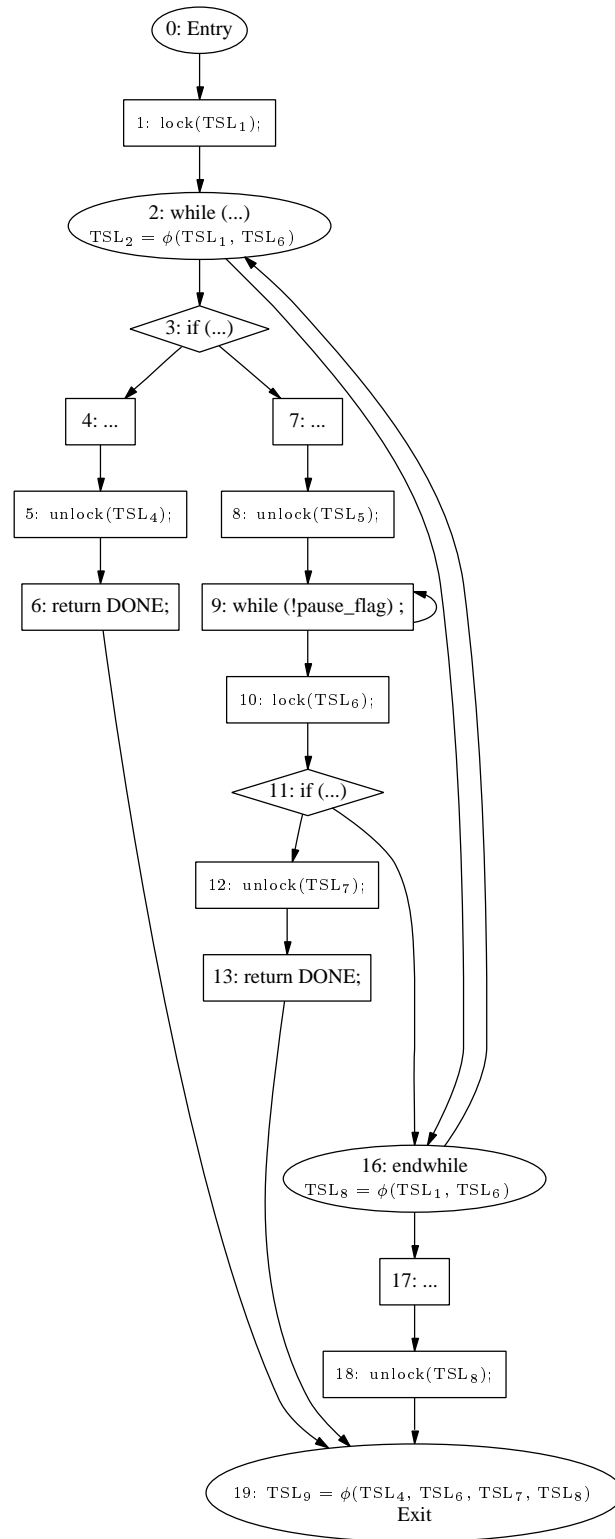 0: Entry
1: lock(TSL₁);
2: while (...)
TSL₂ = ϕ(TSL₁, TSL₆)
3: if (...)
4: ...
7: ...
5: unlock(TSL₄);
8: unlock(TSL₅);
6: return DONE;
9: while (!pause_flag) ;
10: lock(TSL₆);
11: if (...)
12: unlock(TSL₇);
13: return DONE;
16: endwhile
TSL₈ = ϕ(TSL₁, TSL₆)
17: ...
18: unlock(TSL₈);
19: TSL₉ = ϕ(TSL₄, TSL₆, TSL₇, TSL₈)
Exit